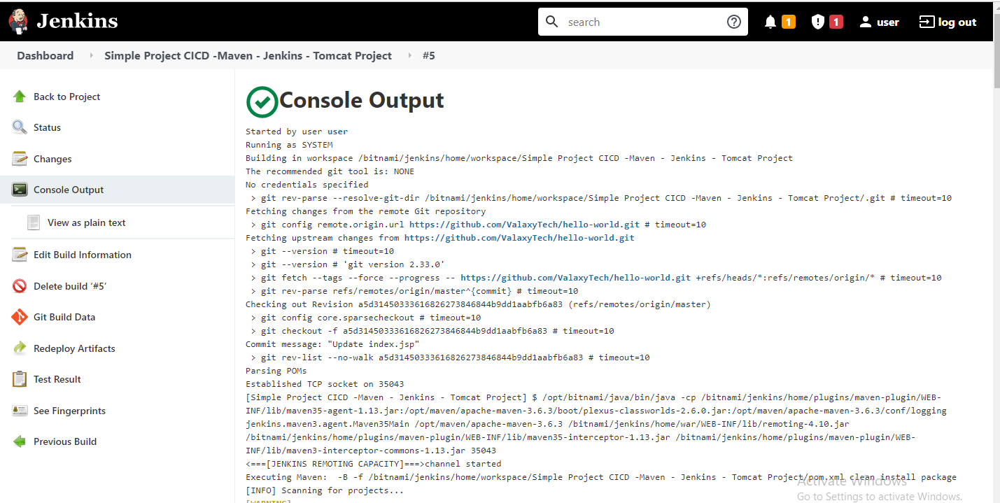 Jenkins
search
1
1
user
log out
Dashboard
Simple Project CICD -Maven - Jenkins - Tomcat Project
#5
Back to Project
Status
Changes
Console Output
View as plain text
Edit Build Information
Delete build ‘#5’
Git Build Data
Redeploy Artifacts
Test Result
See Fingerprints
Previous Build
Console Output
Started by user user
Running as SYSTEM
Building in workspace /bitnami/jenkins/home/workspace/Simple Project CICD -Maven - Jenkins - Tomcat Project
The recommended git tool is: NONE
No credentials specified
> git rev-parse --resolve-git-dir /bitnami/jenkins/home/workspace/Simple Project CICD -Maven - Jenkins - Tomcat Project/.git # timeout=10
Fetching changes from the remote Git repository
> git config remote.origin.url https://github.com/ValaxyTech/hello-world.git # timeout=10
Fetching upstream changes from https://github.com/ValaxyTech/hello-world.git
> git --version # timeout=10
> git --version # 'git version 2.33.0'
> git fetch --tags --force --progress -- https://github.com/ValaxyTech/hello-world.git +refs/heads/*:refs/remotes/origin/* # timeout=10
> git rev-parse refs/remotes/origin/master^{commit} # timeout=10
Checking out Revision a5d31450333616826273846844b9dd1aabfb6a83 (refs/remotes/origin/master)
> git config core.sparsecheckout # timeout=10
> git checkout -f a5d31450333616826273846844b9dd1aabfb6a83 # timeout=10
Commit message: "Update index.jsp"
> git rev-list --no-walk a5d31450333616826273846844b9dd1aabfb6a83 # timeout=10
Parsing POMs
Established TCP socket on 35043
[Simple Project CICD -Maven - Jenkins - Tomcat Project] $ /opt/bitnami/java/bin/java -cp /bitnami/jenkins/home/plugins/maven-plugin/WEB-
INF/lib/maven35-agent-1.13.jar:/opt/maven/apache-maven-3.6.3/boot/plexus-classworlds-2.6.0.jar:/opt/maven/apache-maven-3.6.3/conf/logging
jenkins.maven3.agent.Maven35Main /opt/maven/apache-maven-3.6.3 /bitnami/jenkins/home/war/WEB-INF/lib/remoting-4.10.jar
/bitnami/jenkins/home/plugins/maven-plugin/WEB-INF/lib/maven35-interceptor-1.13.jar /bitnami/jenkins/home/plugins/maven-plugin/WEB-
INF/lib/maven3-interceptor-commons-1.13.jar 35043
<===[JENKINS REMOTING CAPACITY]===>channel started
Executing Maven:  -B -f /bitnami/jenkins/home/workspace/Simple Project CICD -Maven - Jenkins - Tomcat Project/pom.xml clean install package
[INFO] Scanning for projects...
[WARNING]
Activate Windows
Go to Settings to activate Windows.